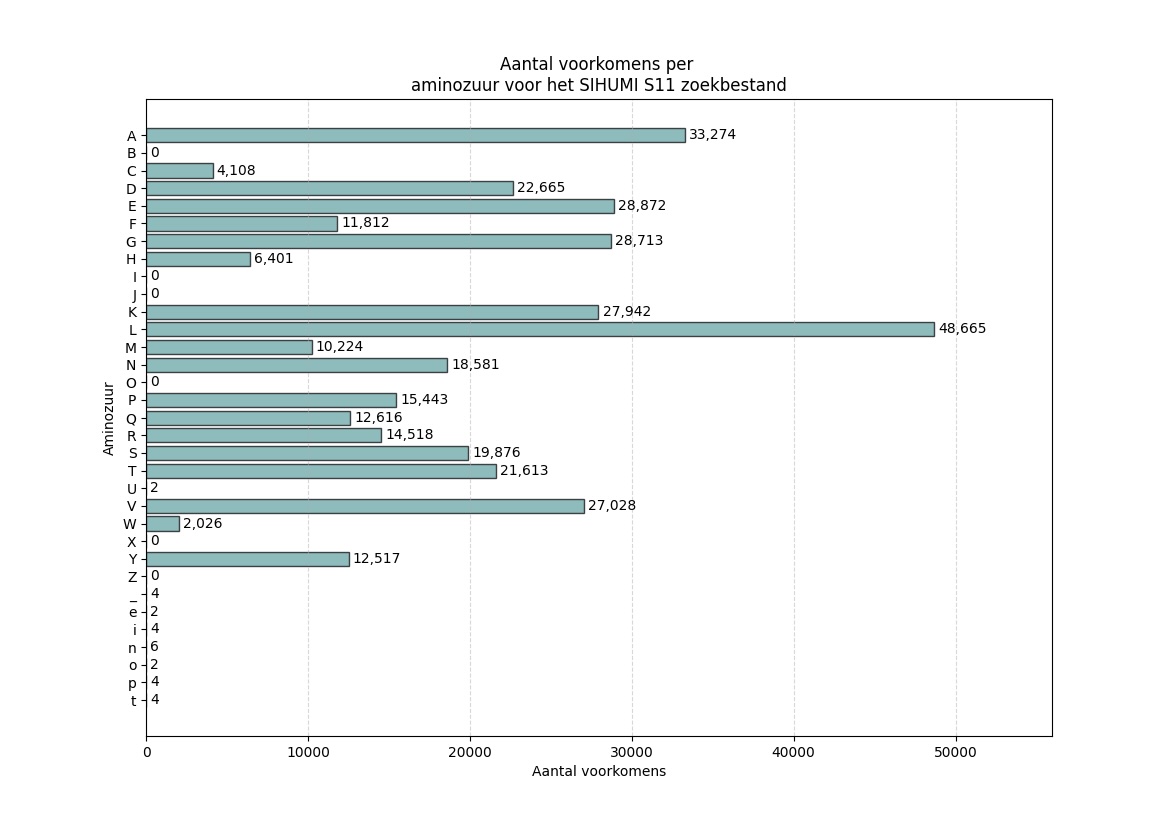 Aantal voorkomens per
aminozuur voor het SIHUMI S11 zoekbestand
Aminozuur
A 33,274
B 0
C 4,108
D 22,665
E 28,872
F 11,812
G 28,713
H 6,401
I 0
J 0
K 27,942
L 48,665
M 10,224
N 18,581
O 0
P 15,443
Q 12,616
R 14,518
S 19,876
T 21,613
U 2
V 27,028
W 2,026
X 0
Y 12,517
Z 0
_ 4
e 2
i 4
n 6
o 2
p 4
t 4
0 10000 20000 30000 40000 50000
Aantal voorkomens